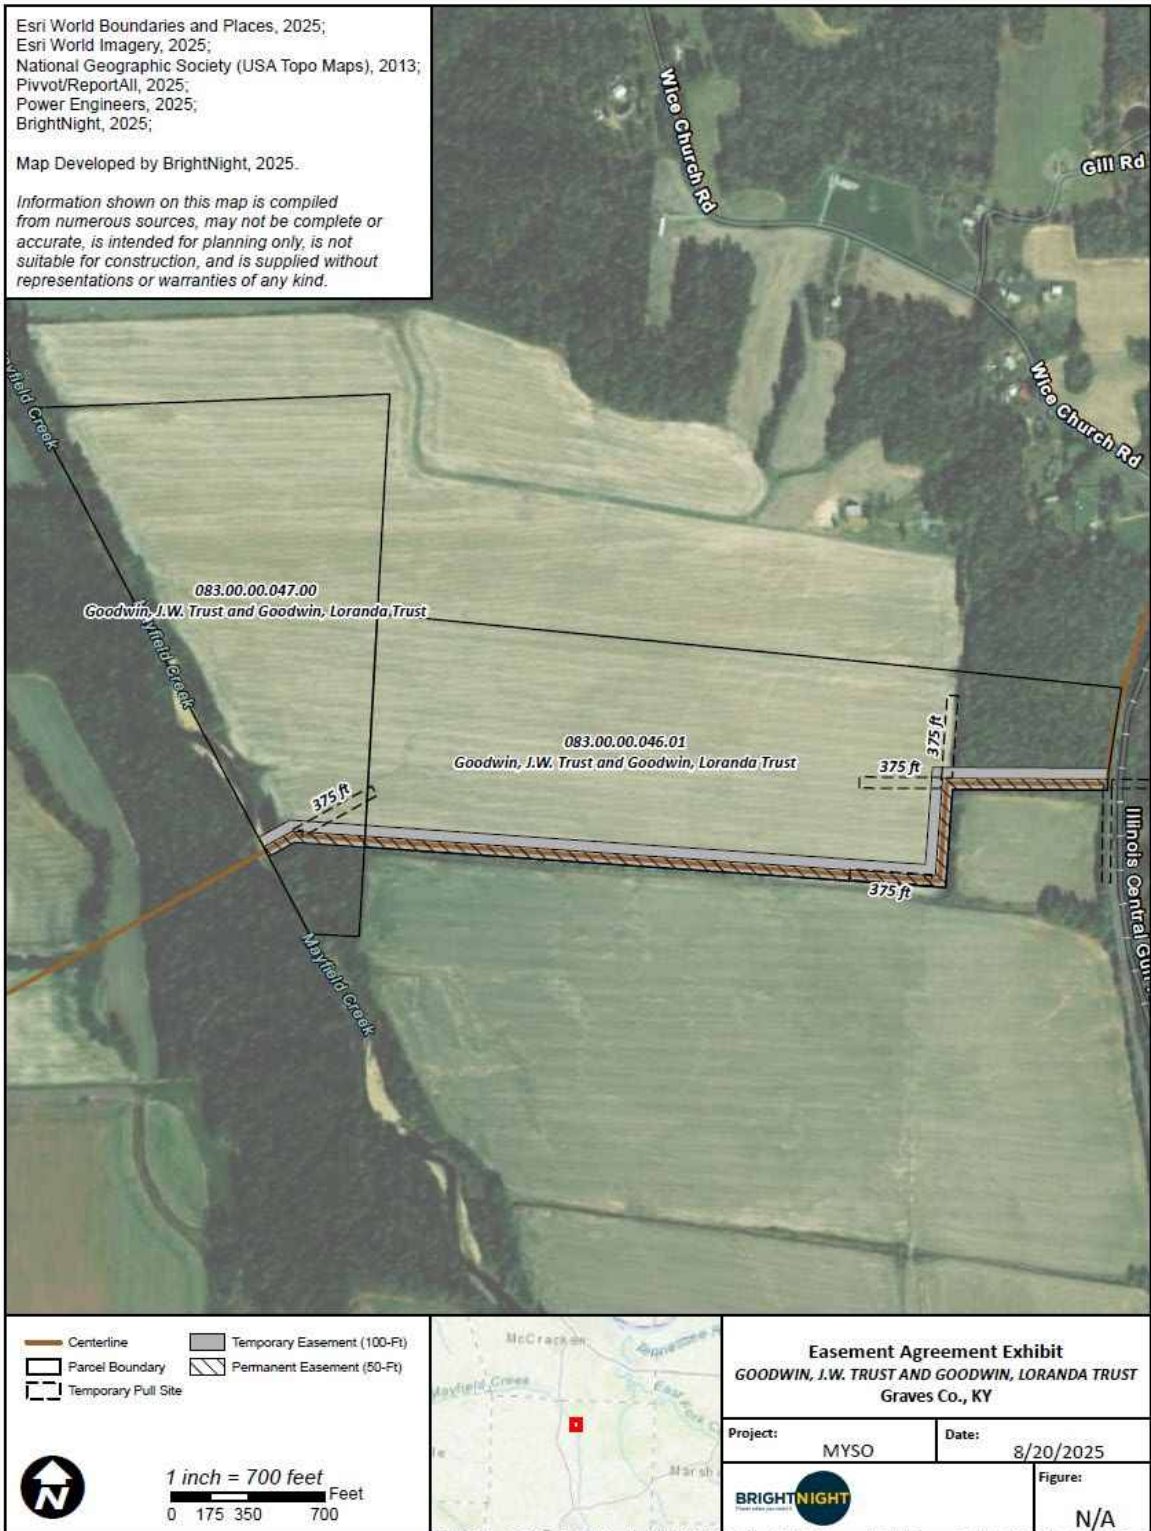 Esri World Boundaries and Places, 2025;
Esri World Imagery, 2025;
National Geographic Society (USA Topo Maps), 2013;
Pivvot/ReportAll, 2025;
Power Engineers, 2025;
BrightNight, 2025;
Map Developed by BrightNight, 2025.
Information shown on this map is compiled
from numerous sources, may not be complete or
accurate, is intended for planning only, is not
suitable for construction, and is supplied without
representations or warranties of any kind.
Wice Church Rd
Gill Rd
Wice Church Rd
Mayfield Creek
083.00.00.047.00
Goodwin, J.W. Trust and Goodwin, Loranda Trust
Mayfield Creek
083.00.00.046.01
Goodwin, J.W. Trust and Goodwin, Loranda Trust
375 ft
375 ft
375 ft
375 ft
Illinois Central Gulf
Mayfield Creek
Centerline
Parcel Boundary
Temporary Pull Site
Temporary Easement (100-Ft)
Permanent Easement (50-Ft)
N
1 inch = 700 feet
Feet
0 175 350 700
McCracken
Tennessee
Mayfield Creek
East Fork C
le
Marsh
Easement Agreement Exhibit
GOODWIN, J.W. TRUST AND GOODWIN, LORANDA TRUST
Graves Co., KY
Project:
MYSO
Date:
8/20/2025
BRIGHTNIGHT
Figure:
N/A